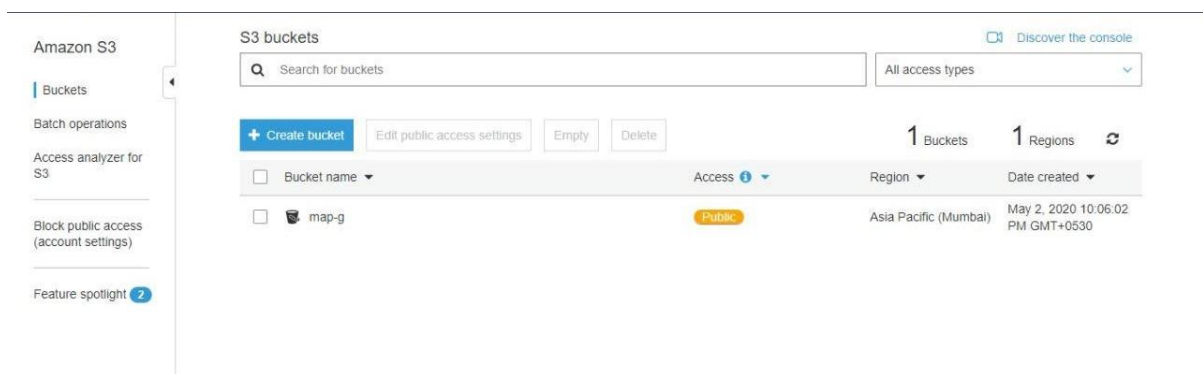 Amazon S3
Buckets
Batch operations
Access analyzer for
S3
Block public access
(account settings)
Feature spotlight 2
S3 buckets
Discover the console
Search for buckets
All access types
Create bucket
Edit public access settings
Empty
Delete
1 Buckets
1 Regions
Bucket name
Access
Region
Date created
map-g
Public
Asia Pacific (Mumbai)
May 2, 2020 10:06:02
PM GMT+0530